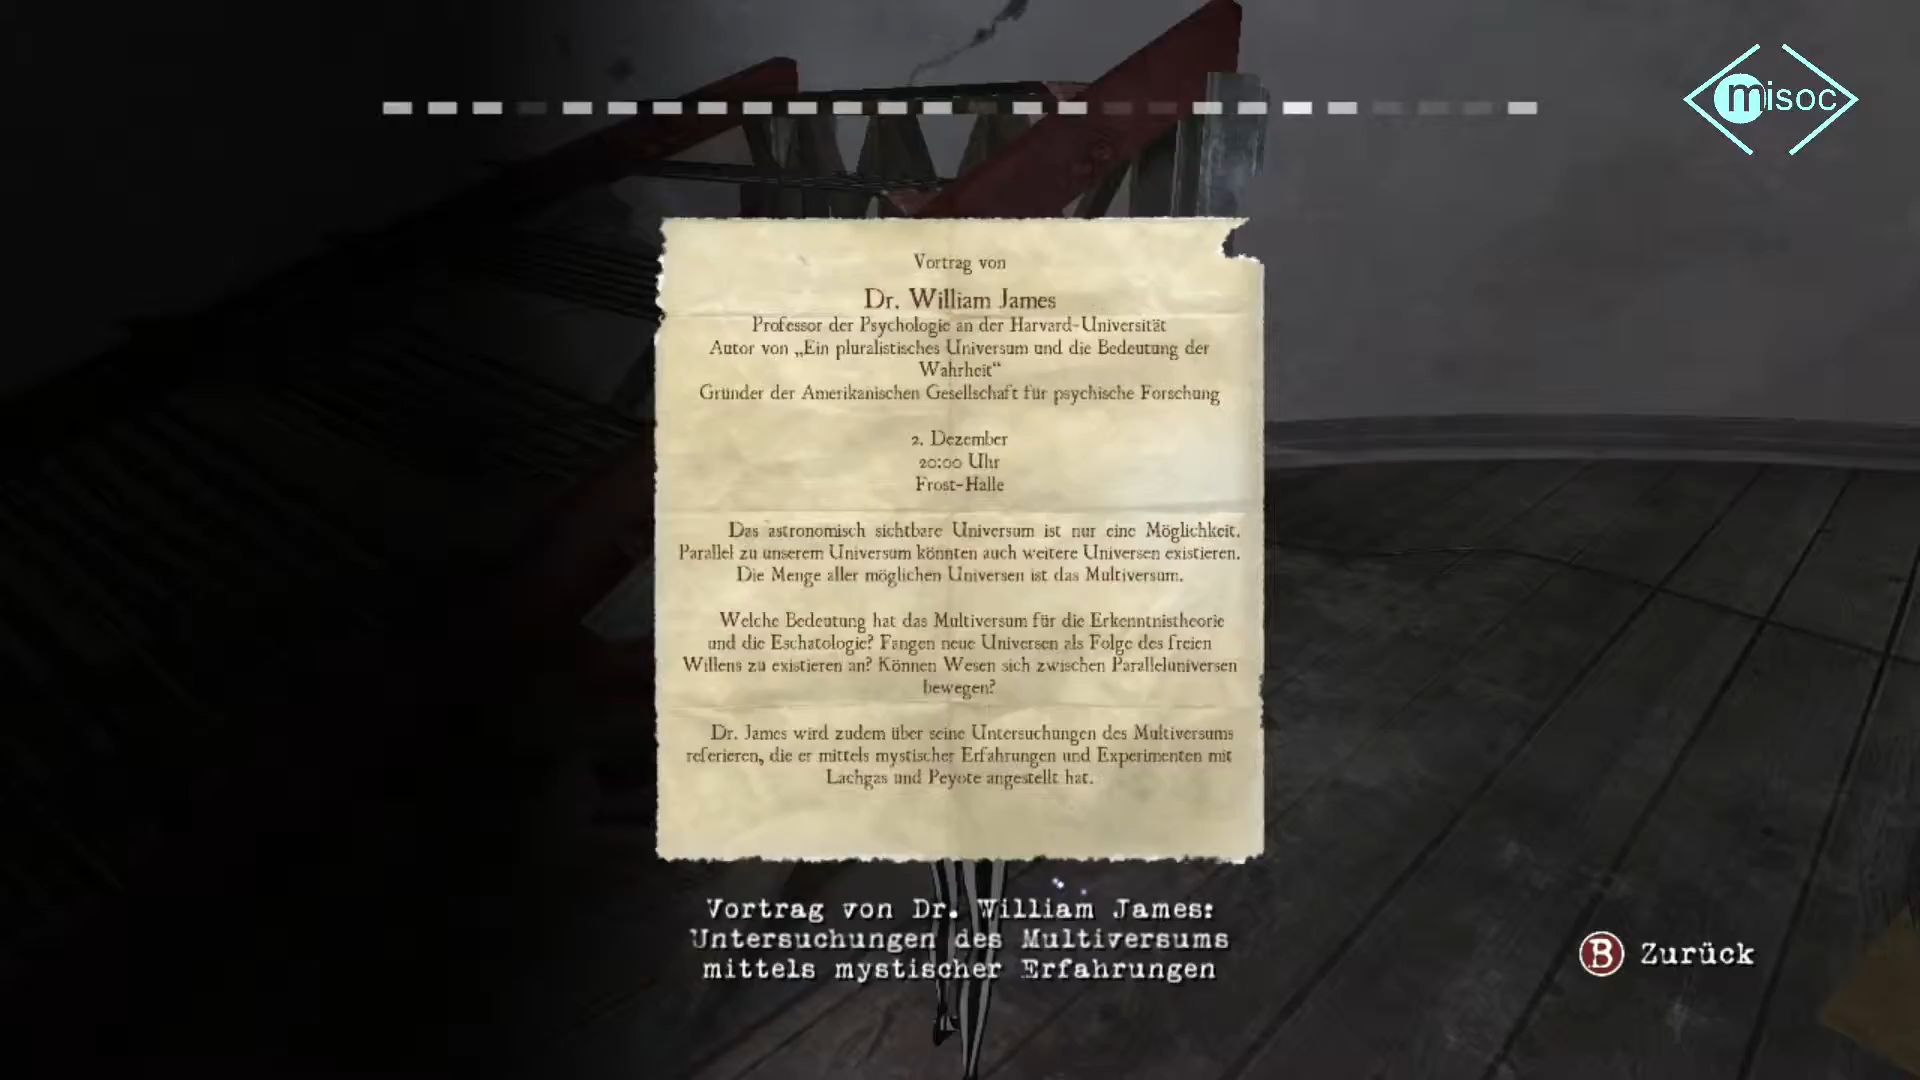 misoc
Vortrag von
Dr. William James
Professor der Psychologie an der Harvard-Universität
Autor von „Ein pluralistisches Universum und die Bedeutung der
Wahrheit“
Gründer der Amerikanischen Gesellschaft für psychische Forschung
2. Dezember
20:00 Uhr
Frost-Halle
Das astronomisch sichtbare Universum ist nur eine Möglichkeit.
Parallel zu unserem Universum könnten auch weitere Universen existieren.
Die Menge aller möglichen Universen ist das Multiversum.
Welche Bedeutung hat das Multiversum für die Erkenntnistheorie
und die Eschatologie? Fangen neue Universen als Folge des freien
Willens zu existieren an? Können Wesen sich zwischen Paralleluniversen
bewegen?
Dr. James wird zudem über seine Untersuchungen des Multiversums
referieren, die er mittels mystischer Erfahrungen und Experimenten mit
Lachgas und Peyote angestellt hat.
Vortrag von Dr. William James:
Untersuchungen des Multiversums
mittels mystischer Erfahrungen
B Zurück